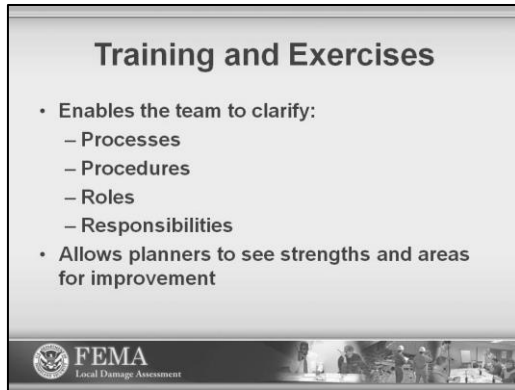 Training and Exercises
• Enables the team to clarify:
– Processes
– Procedures
– Roles
– Responsibilities
• Allows planners to see strengths and areas
for improvement
FEMA
Local Damage Assessment